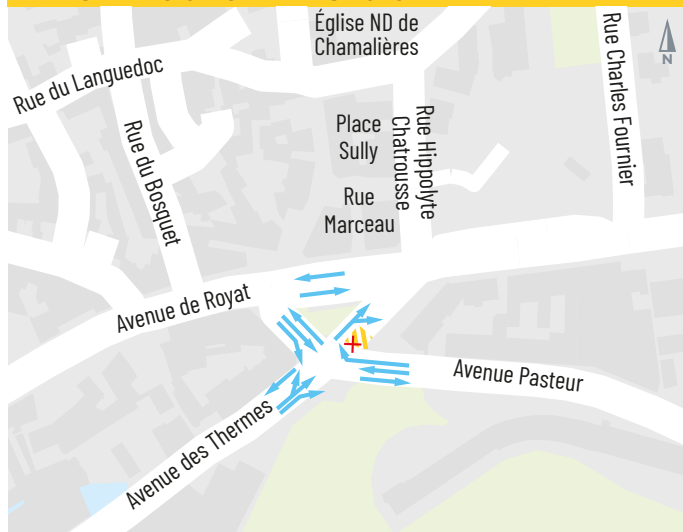 Église ND de
Chamalières
N
Rue du Languedoc
Rue Charles Fournier
Place
Sully
Rue Hippolyte
Chatrousse
Rue du Bosquet
Rue
Marceau
Avenue de Royat
Avenue Pasteur
Avenue des Thermes